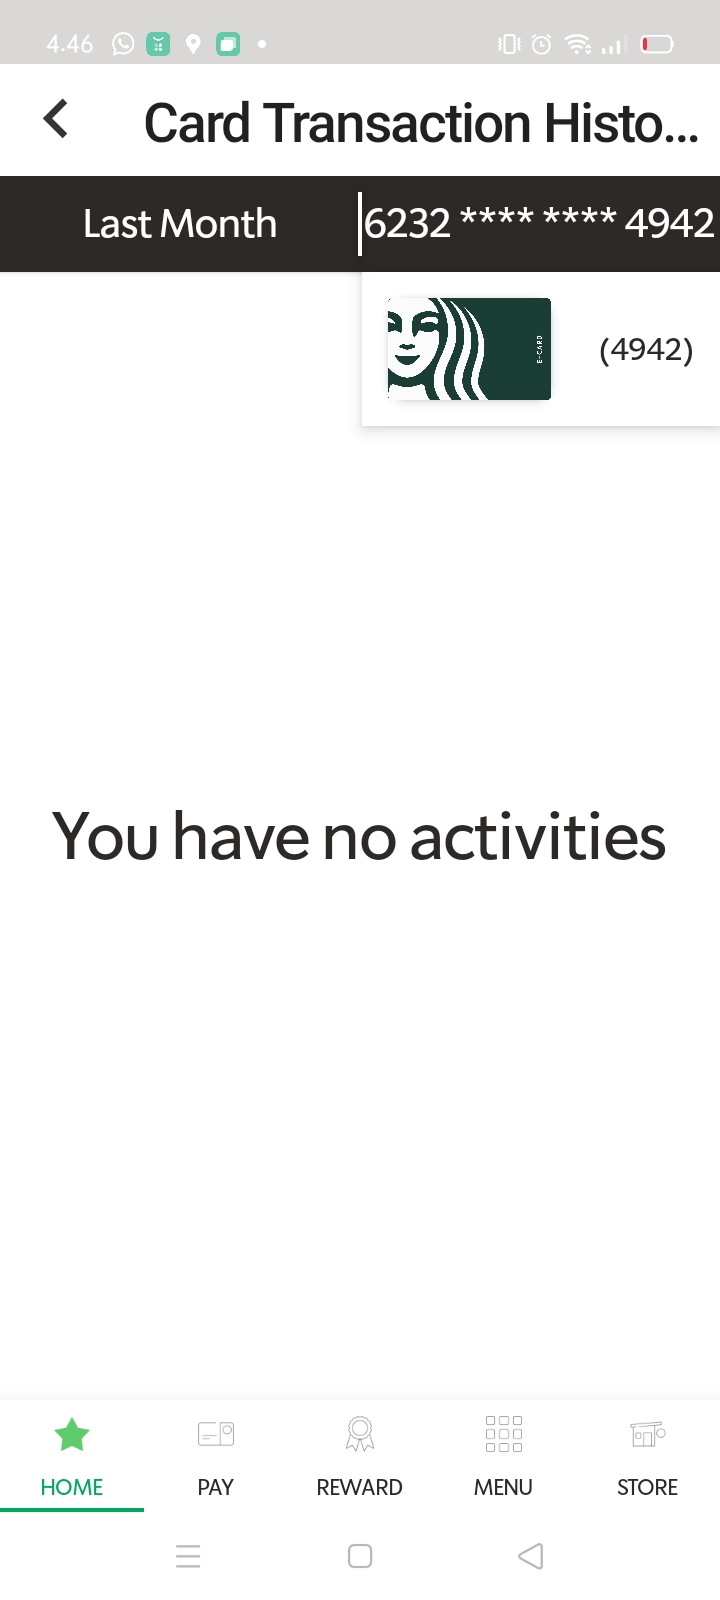 4.46
Card Transaction Histo...
Last Month
6232 **** **** 4942
E-CARD
(4942)
You have no activities
HOME
PAY
REWARD
MENU
STORE